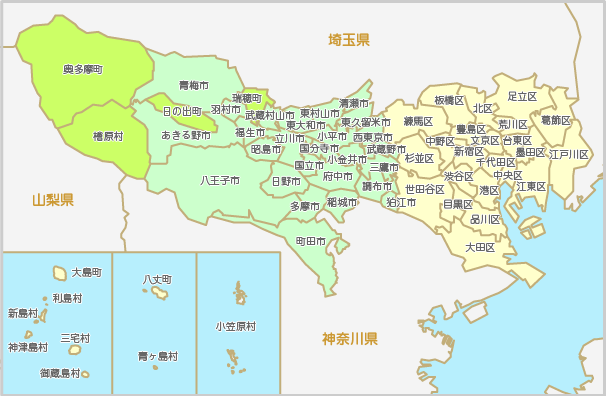 埼玉県
山梨県
神奈川県
奥多摩町
檜原村
青梅市
日の出町
あきる野市
瑞穂町
羽村市
福生市
武蔵村山市
東村山市
清瀬市
東大和市
東久留米市
立川市
小平市
西東京市
昭島市
国分寺市
武蔵野市
国立市
小金井市
三鷹市
八王子市
日野市
府中市
調布市
多摩市
稲城市
狛江市
町田市
板橋区
北区
足立区
練馬区
豊島区
荒川区
葛飾区
中野区
文京区
台東区
杉並区
新宿区
墨田区
江戸川区
千代田区
渋谷区
中央区
世田谷区
港区
江東区
目黒区
品川区
大田区
大島町
利島村
新島村
神津島村
三宅村
御蔵島村
八丈町
青ヶ島村
小笠原村